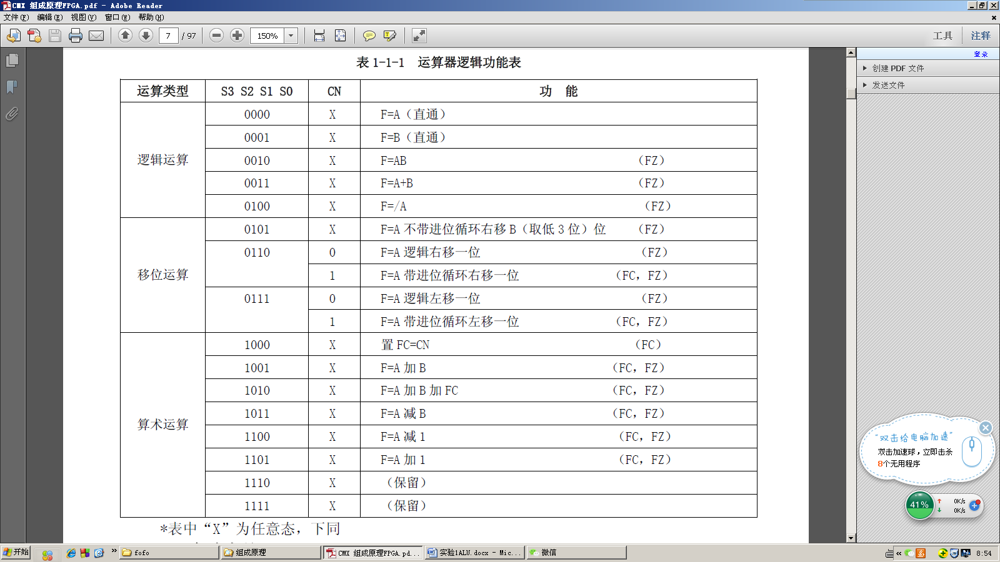 CMX 组成原理FPGA.pdf - Adobe Reader
文件(F) 编辑(E) 视图(V) 窗口(W) 帮助(H)
7 / 97 150% 工具 注释
登录
创建 PDF 文件
发送文件
表1-1-1 运算器逻辑功能表
运算类型 S3 S2 S1 S0 CN 功 能
逻辑运算
0000 X F=A（直通）
0001 X F=B（直通）
0010 X F=AB （FZ）
0011 X F=A+B （FZ）
0100 X F=/A （FZ）
移位运算
0101 X F=A 不带进位循环右移 B（取低 3 位）位 （FZ）
0110 0 F=A 逻辑右移一位 （FZ）
1 F=A 带进位循环右移一位 （FC，FZ）
0111 0 F=A 逻辑左移一位 （FZ）
1 F=A 带进位循环左移一位 （FC，FZ）
算术运算
1000 X 置 FC=CN （FC）
1001 X F=A 加 B （FC，FZ）
1010 X F=A 加 B 加 FC （FC，FZ）
1011 X F=A 减 B （FC，FZ）
1100 X F=A 减 1 （FC，FZ）
1101 X F=A 加 1 （FC，FZ）
1110 X （保留）
1111 X （保留）
*表中“X”为任意态，下同
“双击给电脑加速”
双击加速球，立即击杀
8个无用程序
41% 0K/s
0K/s
开始 fofo 组成原理 CMX 组成原理FPGA.pd... 实验1ALU.docx - Mic... 微信 8:54